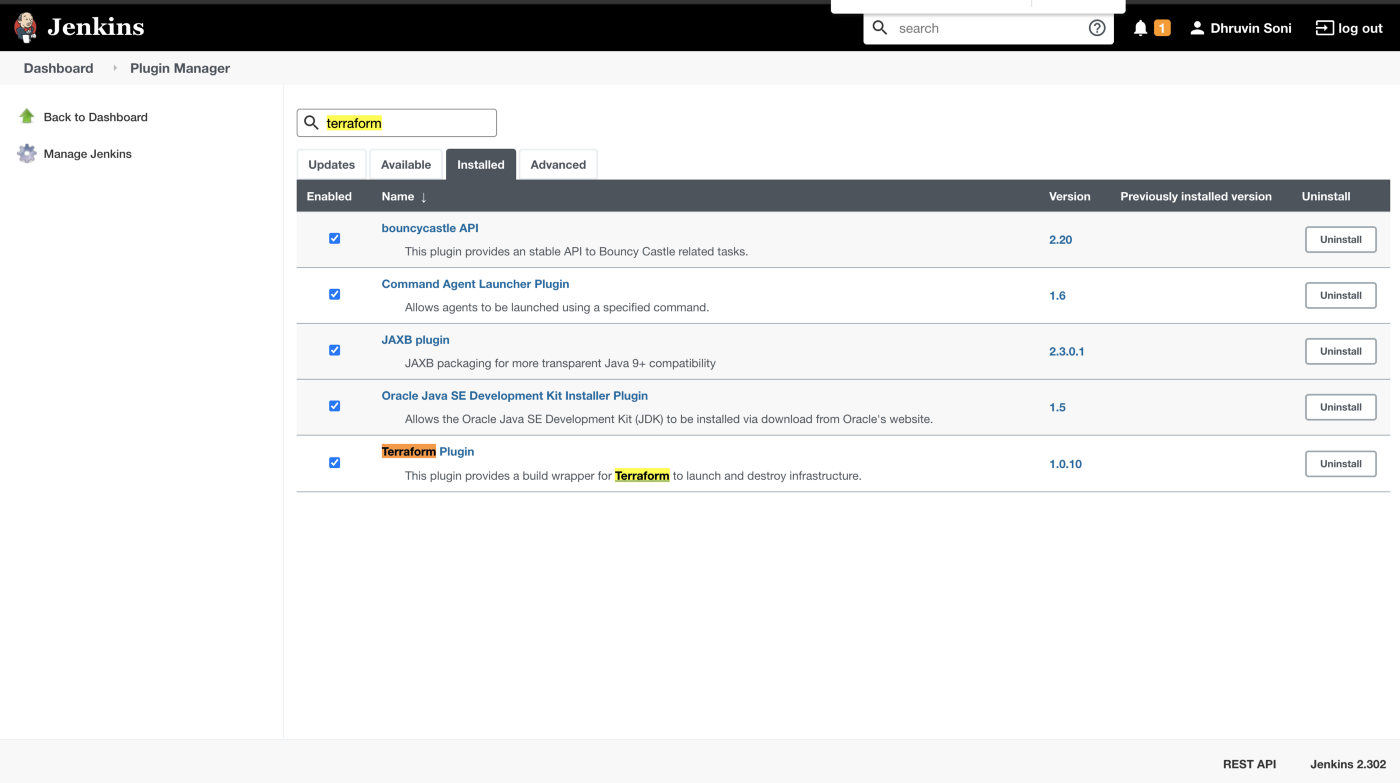 Jenkins
search
1
Dhruvin Soni
log out
Dashboard
Plugin Manager
Back to Dashboard
Manage Jenkins
terraform
Updates Available Installed Advanced
Enabled Name ↓ Version Previously installed version Uninstall
bouncycastle API
This plugin provides an stable API to Bouncy Castle related tasks.
2.20
Uninstall
Command Agent Launcher Plugin
Allows agents to be launched using a specified command.
1.6
Uninstall
JAXB plugin
JAXB packaging for more transparent Java 9+ compatibility
2.3.0.1
Uninstall
Oracle Java SE Development Kit Installer Plugin
Allows the Oracle Java SE Development Kit (JDK) to be installed via download from Oracle's website.
1.5
Uninstall
Terraform Plugin
This plugin provides a build wrapper for Terraform to launch and destroy infrastructure.
1.0.10
Uninstall
REST API
Jenkins 2.302